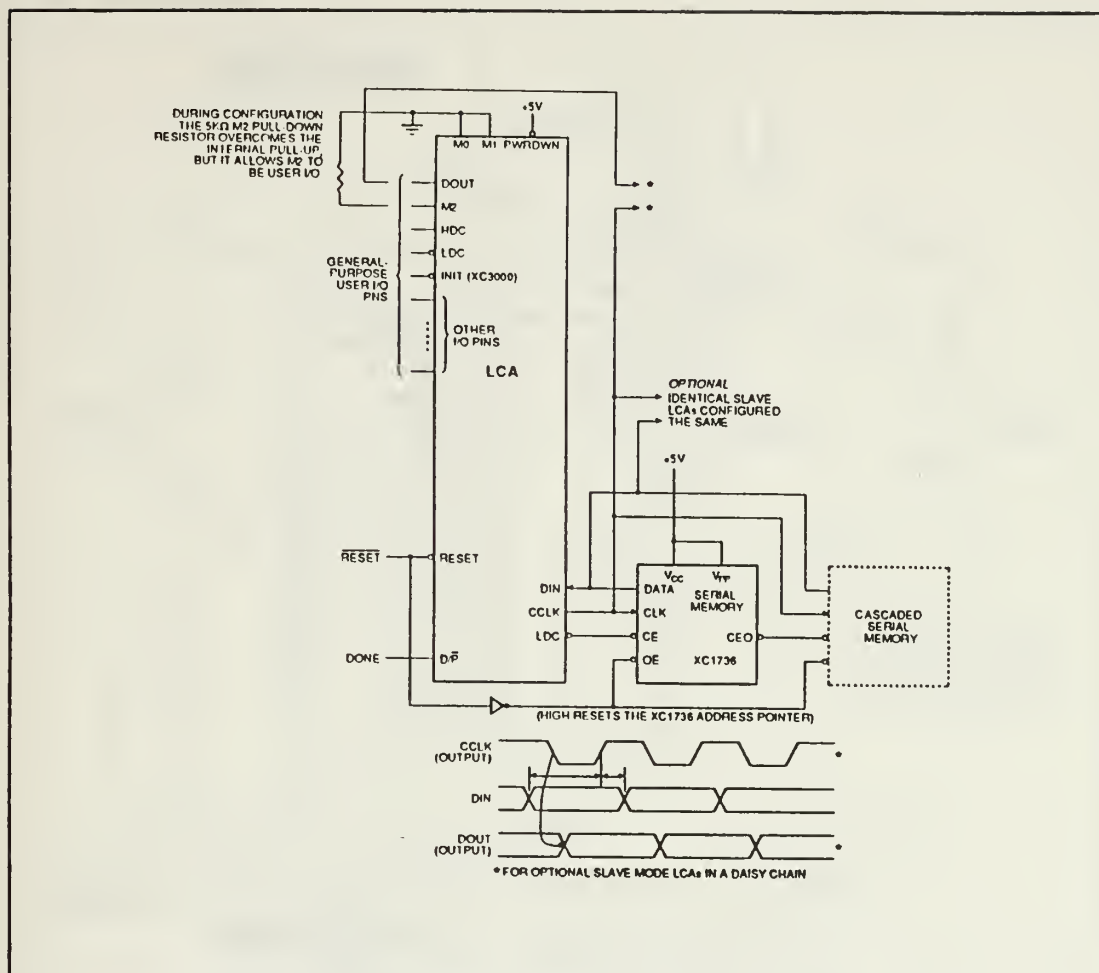 DURING CONFIGURATION
THE 5KΩ M2 PULL-DOWN
RESISTOR OVERCOMES THE
INTERNAL PULL-UP,
BUT IT ALLOWS M2 TO
BE USER I/O
+5V
M0 M1 PWRDWN
DOUT
M2
HDC
LDC
INIT (XC3000)
GENERAL-
PURPOSE
USER I/O
PINS
OTHER
I/O PINS
LCA
*
*
OPTIONAL
IDENTICAL SLAVE
LCAs CONFIGURED
THE SAME
+5V
RESET
RESET
DIN
CCLK
LDC
DONE
D/P
VCC VPP
DATA
SERIAL
MEMORY
CLK
CE
CEO
OE
XC1736
CASCADED
SERIAL
MEMORY
(HIGH RESETS THE XC1736 ADDRESS POINTER)
CCLK
(OUTPUT)
*
DIN
DOUT
(OUTPUT)
*
* FOR OPTIONAL SLAVE MODE LCAs IN A DAISY CHAIN